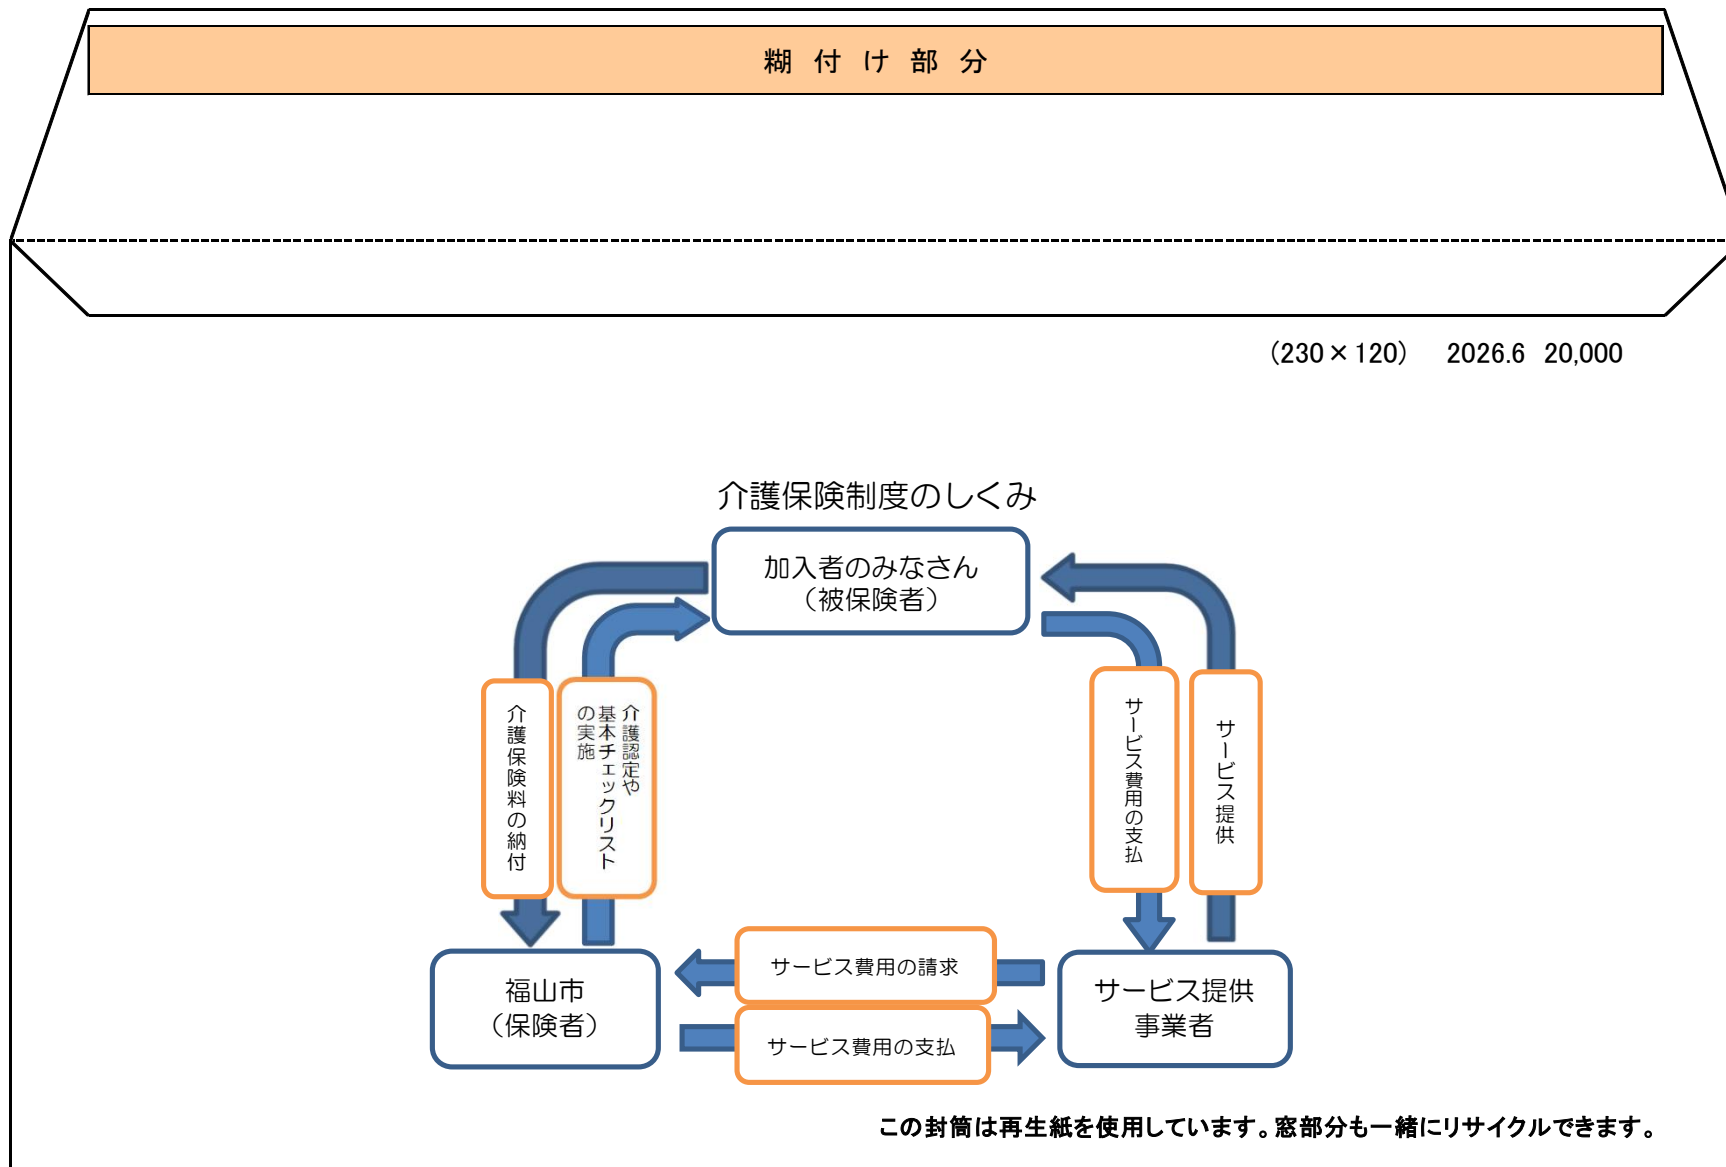 糊付け部分
（230×120） 2026.6 20,000
介護保険制度のしくみ
加入者のみなさん
（被保険者）
介護保険料の納付
介護認定や
基本チェックリスト
の実施
サービス費用の支払
サービス提供
サービス費用の請求
サービス費用の支払
福山市
（保険者）
サービス提供
事業者
この封筒は再生紙を使用しています。窓部分も一緒にリサイクルできます。